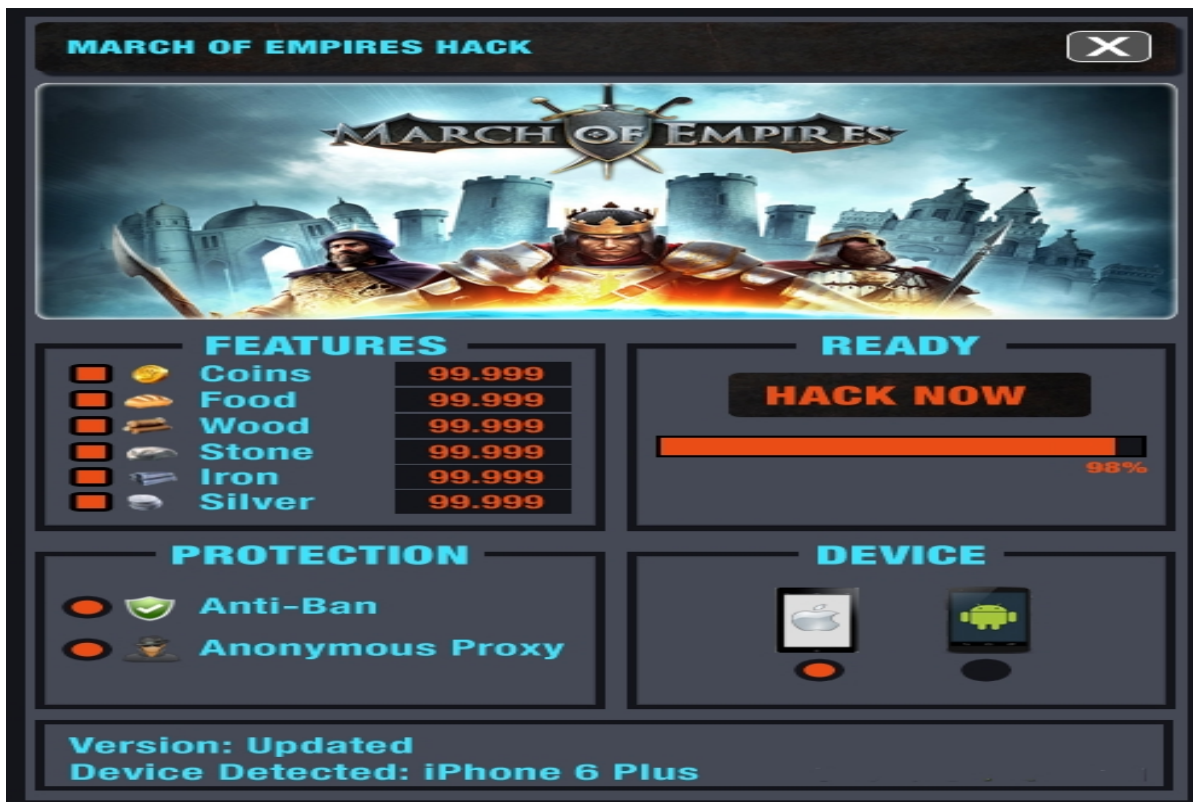 MARCH OF EMPIRES HACK
X
MARCH OF EMPIRES
FEATURES
Coins 99.999
Food 99.999
Wood 99.999
Stone 99.999
Iron 99.999
Silver 99.999
READY
HACK NOW
98%
PROTECTION
Anti-Ban
Anonymous Proxy
DEVICE
Version: Updated
Device Detected: iPhone 6 Plus